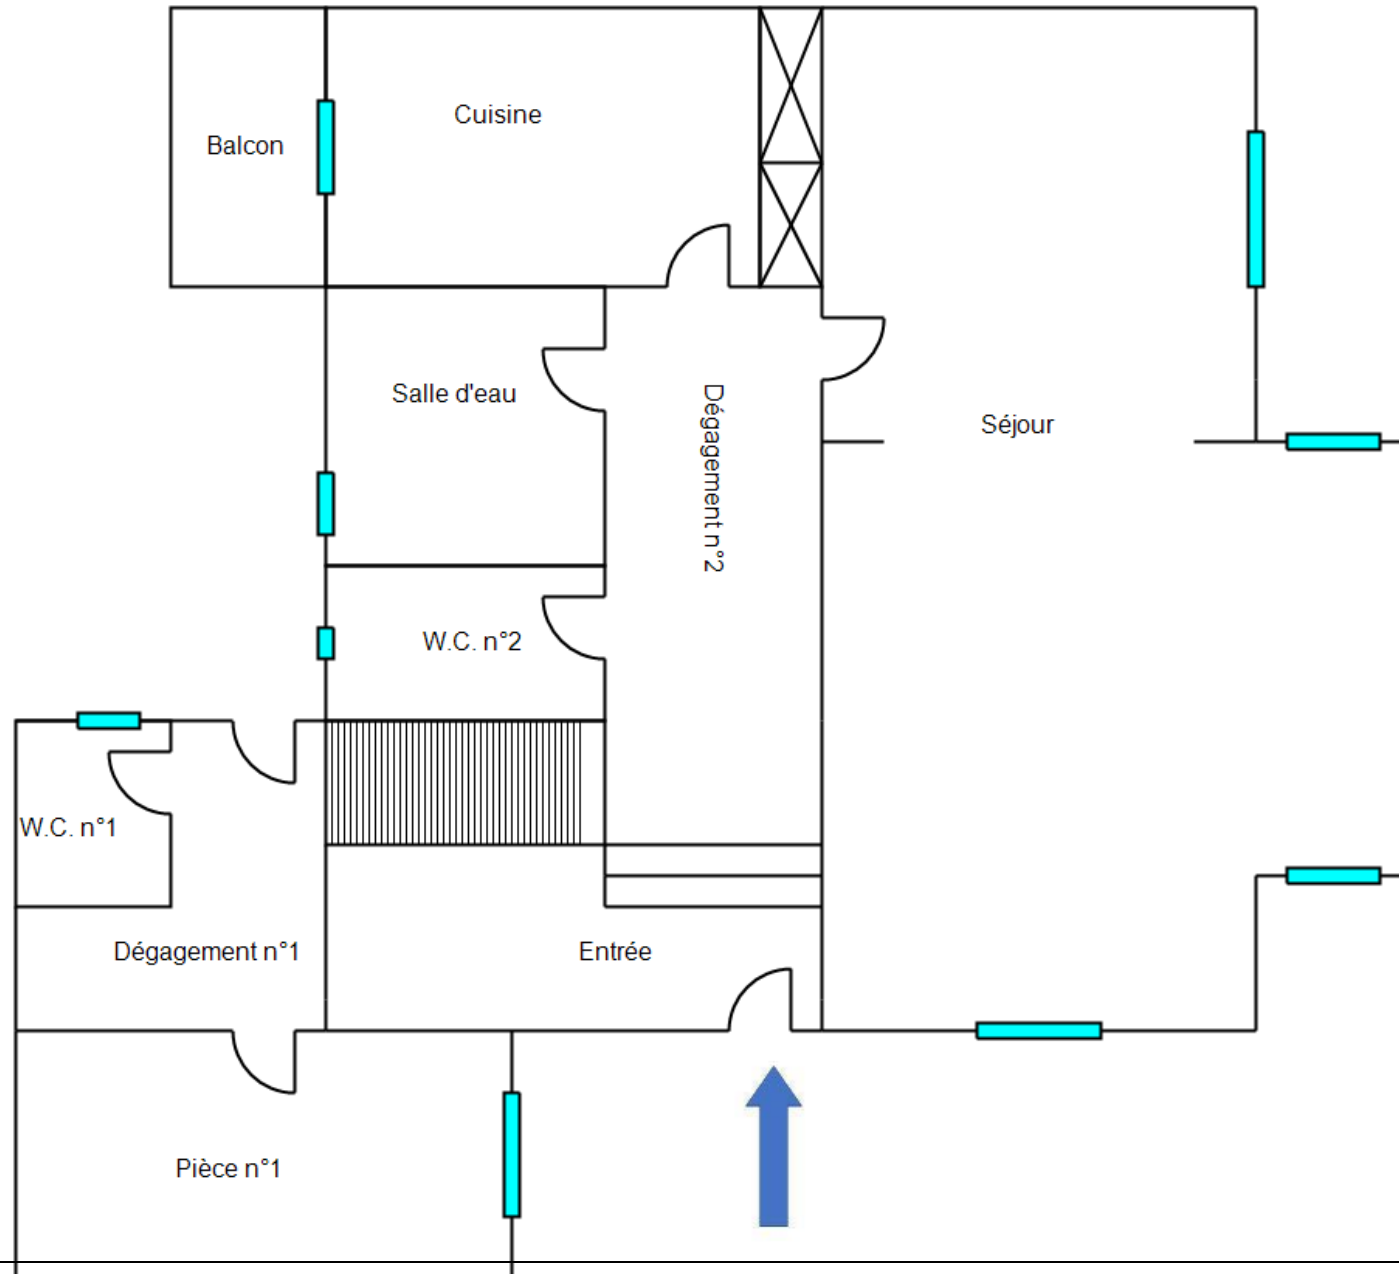 Cuisine
Balcon
Salle d'eau
Dégagement n°2
Séjour
W.C. n°2
W.C. n°1
Dégagement n°1
Entrée
Pièce n°1